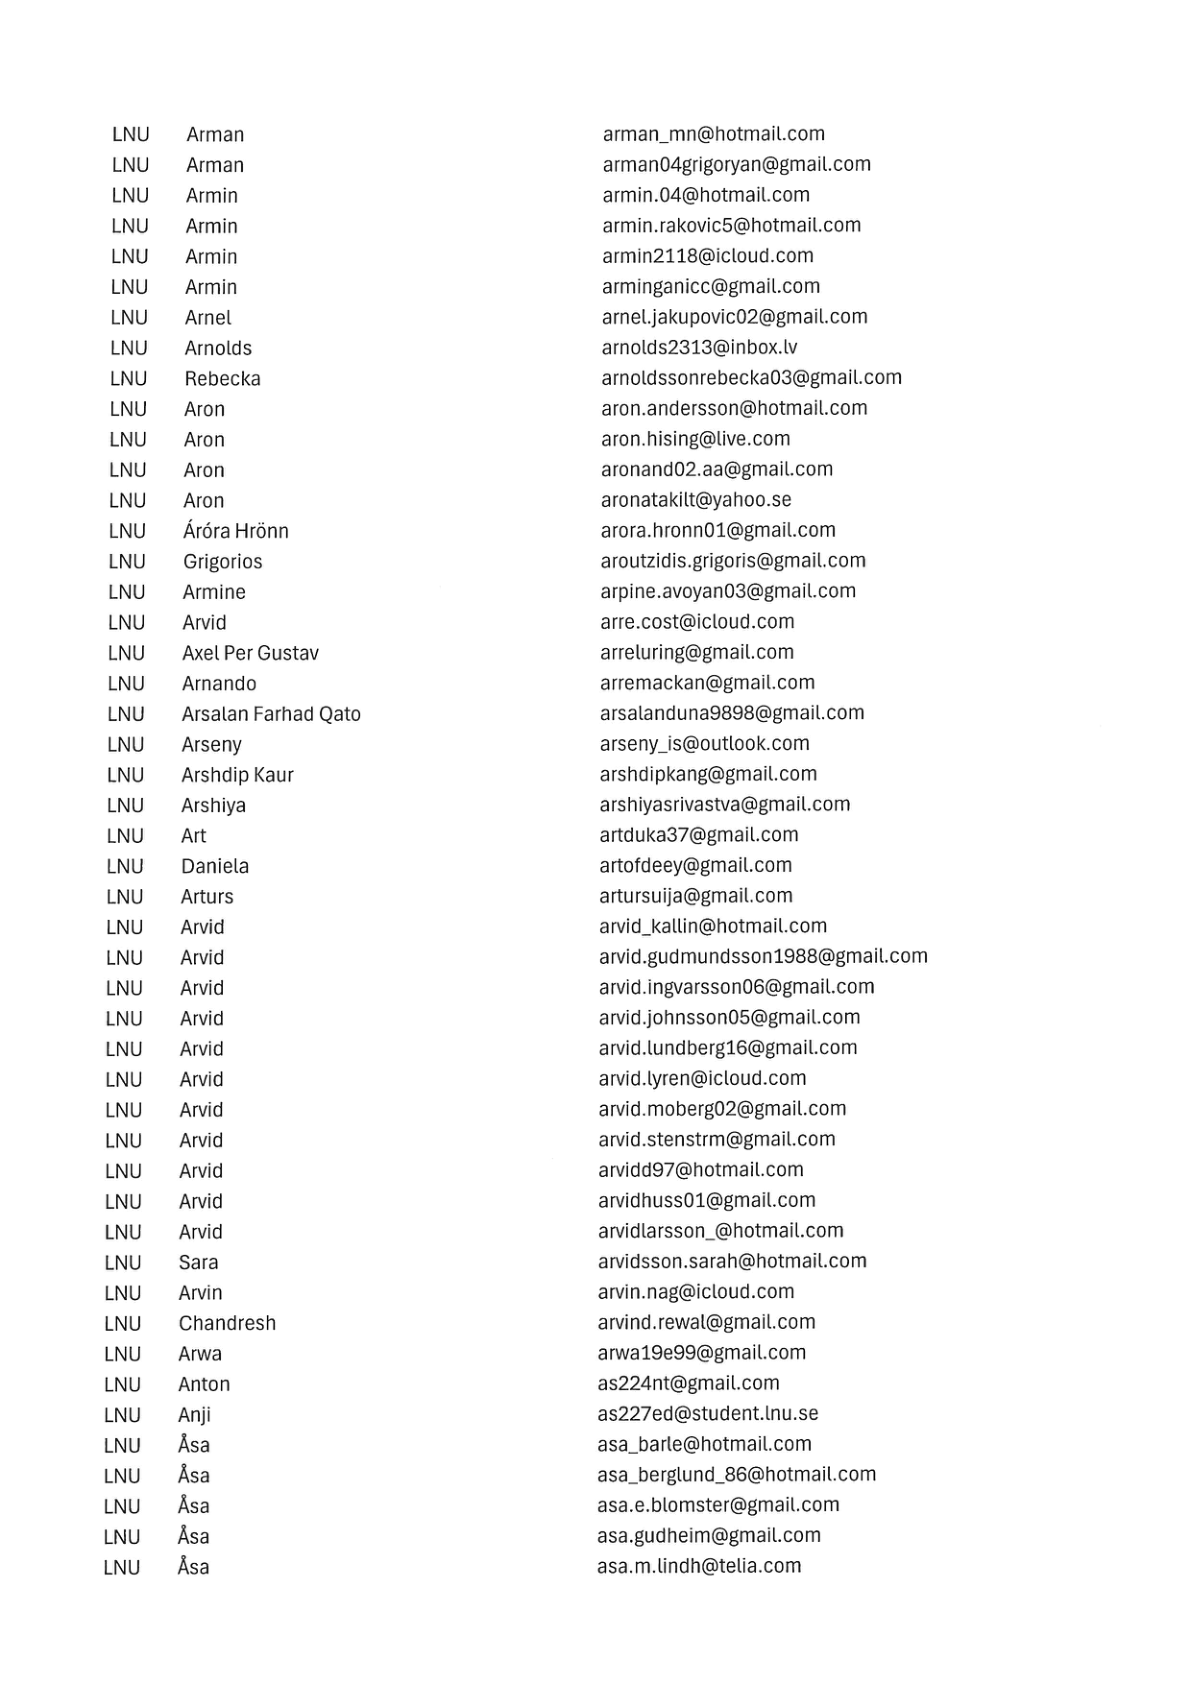 LNU Arman arman_mn@hotmail.com
LNU Arman arman04grigoryan@gmail.com
LNU Armin armin.04@hotmail.com
LNU Armin armin.rakovic5@hotmail.com
LNU Armin armin2118@icloud.com
LNU Armin arminganicc@gmail.com
LNU Arnel arnel.jakupovic02@gmail.com
LNU Arnolds arnolds2313@inbox.lv
LNU Rebecka arnoldssonrebecka03@gmail.com
LNU Aron aron.andersson@hotmail.com
LNU Aron aron.hising@live.com
LNU Aron aronand02.aa@gmail.com
LNU Aron aronatakilt@yahoo.se
LNU Áróra Hrönn arora.hronn01@gmail.com
LNU Grigorios aroutzidis.grigoris@gmail.com
LNU Armine arpine.avoyan03@gmail.com
LNU Arvid arre.cost@icloud.com
LNU Axel Per Gustav arreluring@gmail.com
LNU Arnando arremackan@gmail.com
LNU Arsalan Farhad Qato arsalanduna9898@gmail.com
LNU Arseny arseny_is@outlook.com
LNU Arshdip Kaur arshdipkang@gmail.com
LNU Arshiya arshiyasrivastva@gmail.com
LNU Art artduka37@gmail.com
LNU Daniela artofdeey@gmail.com
LNU Arturs artursuija@gmail.com
LNU Arvid arvid_kallin@hotmail.com
LNU Arvid arvid.gudmundsson1988@gmail.com
LNU Arvid arvid.ingvarsson06@gmail.com
LNU Arvid arvid.johnsson05@gmail.com
LNU Arvid arvid.lundberg16@gmail.com
LNU Arvid arvid.lyren@icloud.com
LNU Arvid arvid.moberg02@gmail.com
LNU Arvid arvid.stenstrm@gmail.com
LNU Arvid arvidd97@hotmail.com
LNU Arvid arvidhuss01@gmail.com
LNU Arvid arvidlarsson_@hotmail.com
LNU Sara arvidsson.sarah@hotmail.com
LNU Arvin arvin.nag@icloud.com
LNU Chandresh arvind.rewal@gmail.com
LNU Arwa arwa19e99@gmail.com
LNU Anton as224nt@gmail.com
LNU Anji as227ed@student.lnu.se
LNU Åsa asa_barle@hotmail.com
LNU Åsa asa_berglund_86@hotmail.com
LNU Åsa asa.e.blomster@gmail.com
LNU Åsa asa.gudheim@gmail.com
LNU Åsa asa.m.lindh@telia.com